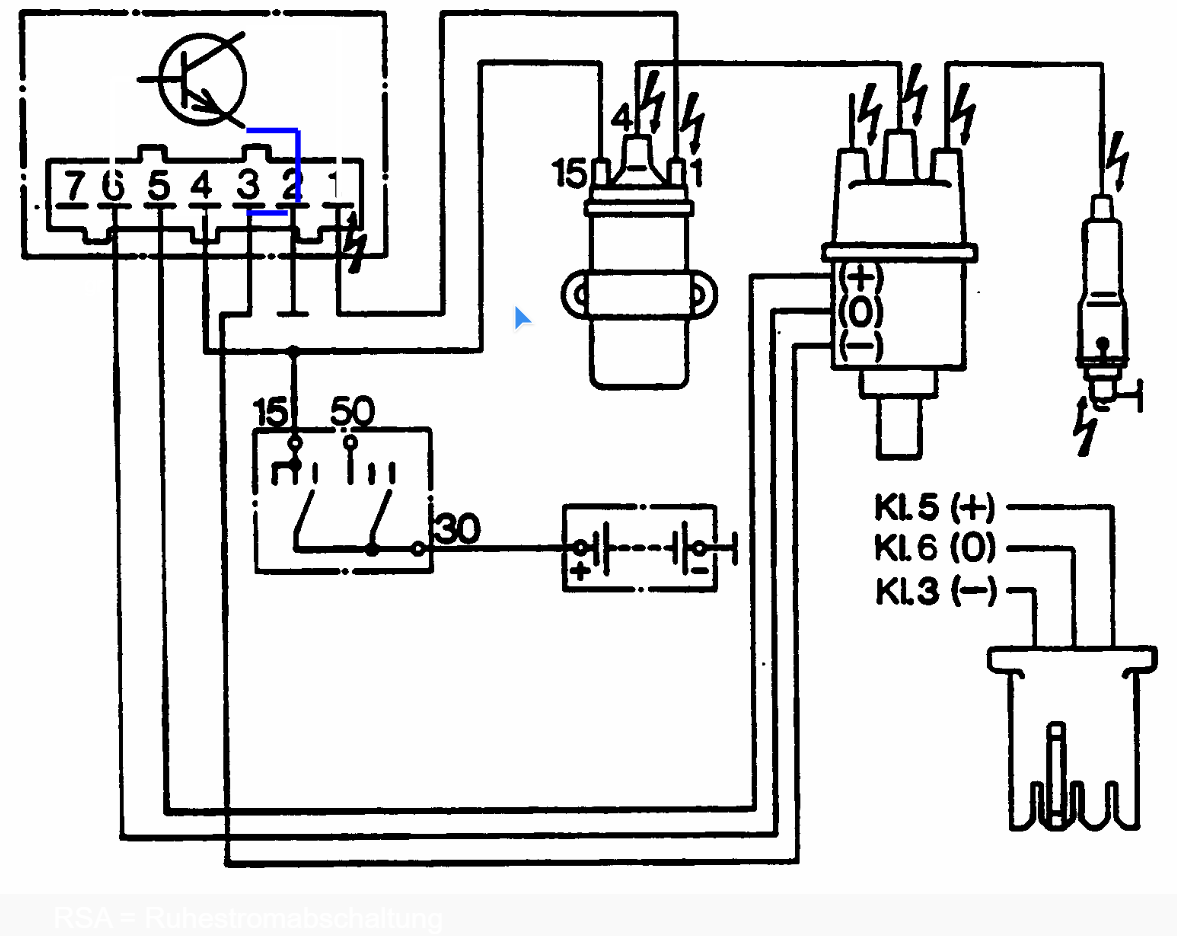 7 6 5 4 3 2 1
4
15 1
15 50
30
+ -
(+)
(0)
(-)
Kl.5 (+)
Kl.6 (0)
Kl.3 (-)
RSA = Ruhestromabschaltung